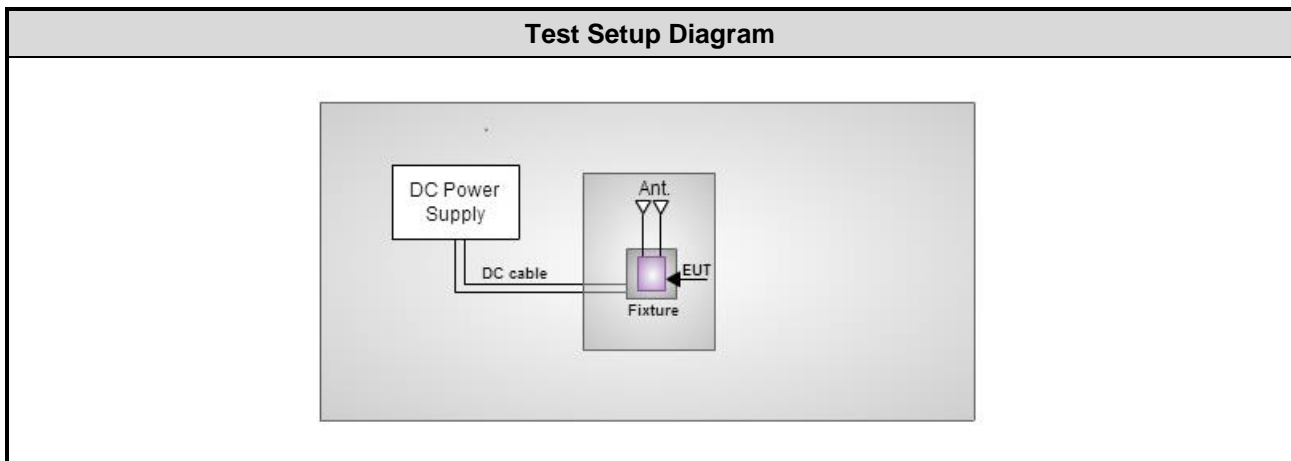 Test Setup Diagram
DC Power
Supply
Ant.
DC cable
EUT
Fixture